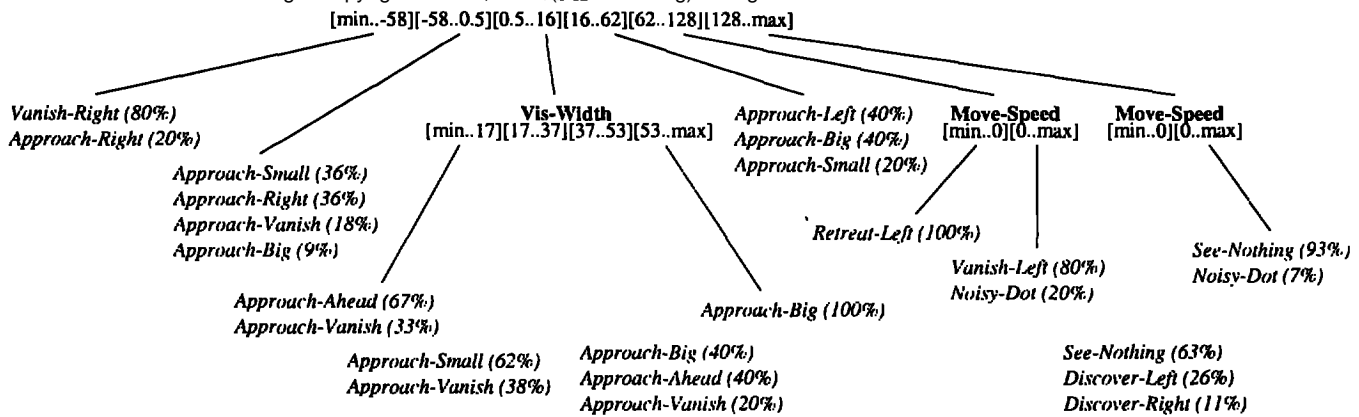 [min..-58][-58..0.5][0.5..16][16..62][62..128][128..max]
Vanish-Right (80%)
Approach-Right (20%)
Approach-Small (36%)
Approach-Right (36%)
Approach-Vanish (18%)
Approach-Big (9%)
Vis-Width
[min..17][17..37][37..53][53..max]
Approach-Ahead (67%)
Approach-Vanish (33%)
Approach-Small (62%)
Approach-Vanish (38%)
Approach-Big (40%)
Approach-Ahead (40%)
Approach-Vanish (20%)
Approach-Big (100%)
Approach-Left (40%)
Approach-Big (40%)
Approach-Small (20%)
Move-Speed
[min..0][0..max]
Retreat-Left (100%)
Vanish-Left (80%)
Noisy-Dot (20%)
Move-Speed
[min..0][0..max]
See-Nothing (93%)
Noisy-Dot (7%)
See-Nothing (63%)
Discover-Left (26%)
Discover-Right (11%)